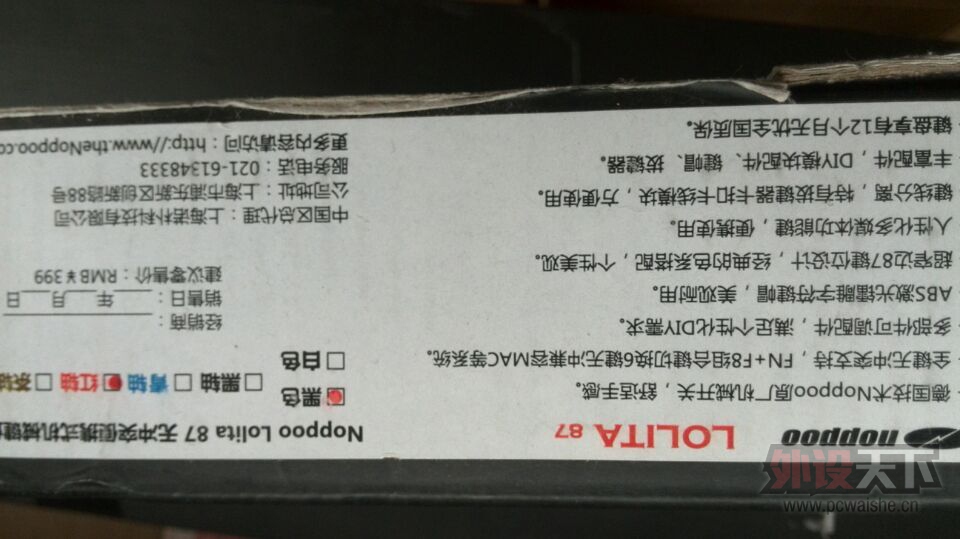 noppoo LOLITA 87
德国技术Noppoo原厂机械开关，舒适手感。
全键无冲突支持，FN+F8组合键切换6键无冲兼容MAC等系统。
多部件可调配件，满足个性化DIY需求。
ABS激光镭雕字符键帽，美观耐用。
超窄边87键位设计，经典的色系搭配，个性美观。
人性化多媒体功能键，便携使用。
键线分离，特有拔键器卡扣卡线模块，方便使用。
丰富配件，DIY模块配件、键帽、拔键器。
键盘享有12个月无忧全国质保。
Noppoo Lolita 87 无冲突便携式机械键
黑色 黑轴 青轴 红轴 茶轴
白色
经销商：
销售日： 年 月 日
建议零售价：RMB￥399
中国区总代理：上海诺朴科技有限公司
公司地址：上海市浦东新区创新路88号
服务电话：021-61348333
更多内容请访问：http://www.theNoppoo.co
外设天下
www.pcwaishe.cn